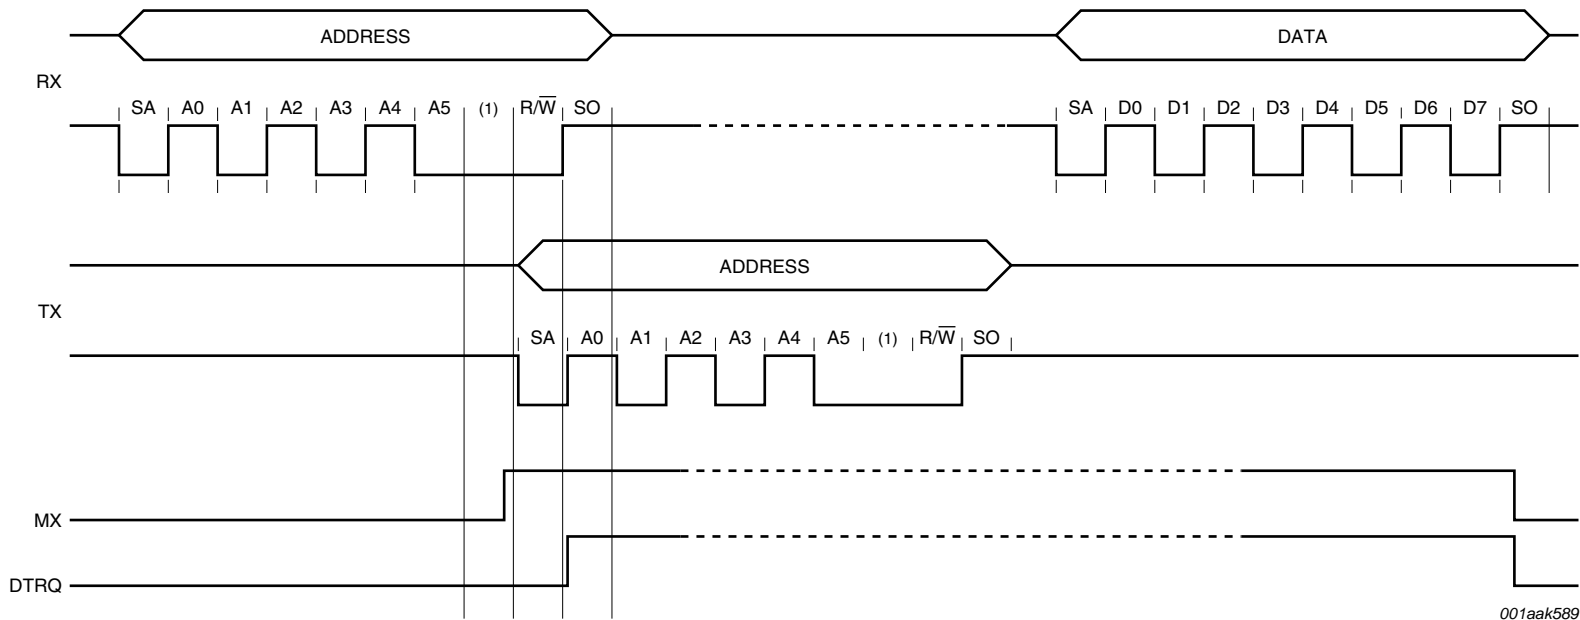 ADDRESS DATA
RX
SA A0 A1 A2 A3 A4 A5 (1) R/W̅ SO SA D0 D1 D2 D3 D4 D5 D6 D7 SO
ADDRESS
TX
SA A0 A1 A2 A3 A4 A5 (1) R/W̅ SO
MX
DTRQ
001aak589